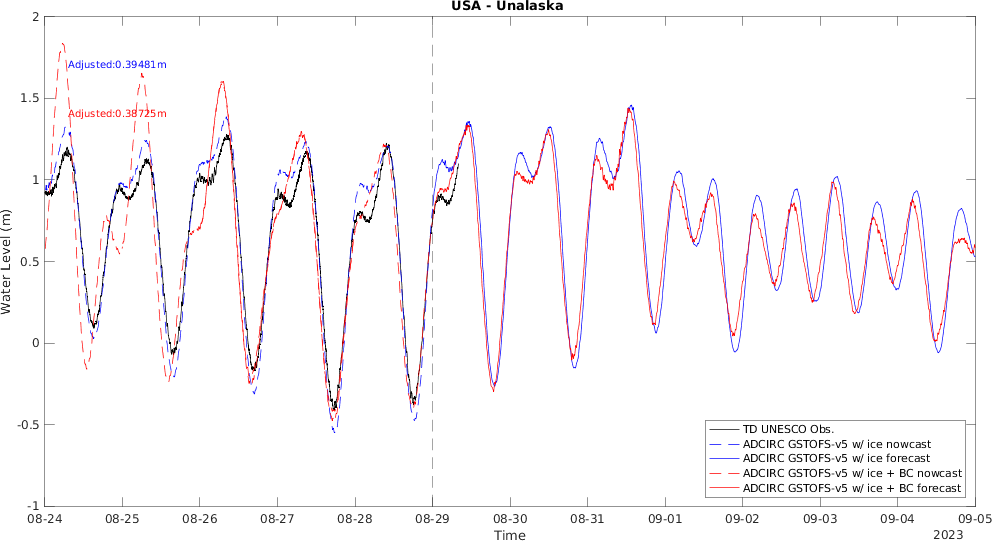 USA - Unalaska
2
1.5
1
0.5
0
-0.5
-1
Water Level (m)
Adjusted:0.39481m
Adjusted:0.38725m
TD UNESCO Obs.
ADCIRC GSTOFS-v5 w/ ice nowcast
ADCIRC GSTOFS-v5 w/ ice forecast
ADCIRC GSTOFS-v5 w/ ice + BC nowcast
ADCIRC GSTOFS-v5 w/ ice + BC forecast
08-24 08-25 08-26 08-27 08-28 08-29 08-30 08-31 09-01 09-02 09-03 09-04 09-05
Time
2023